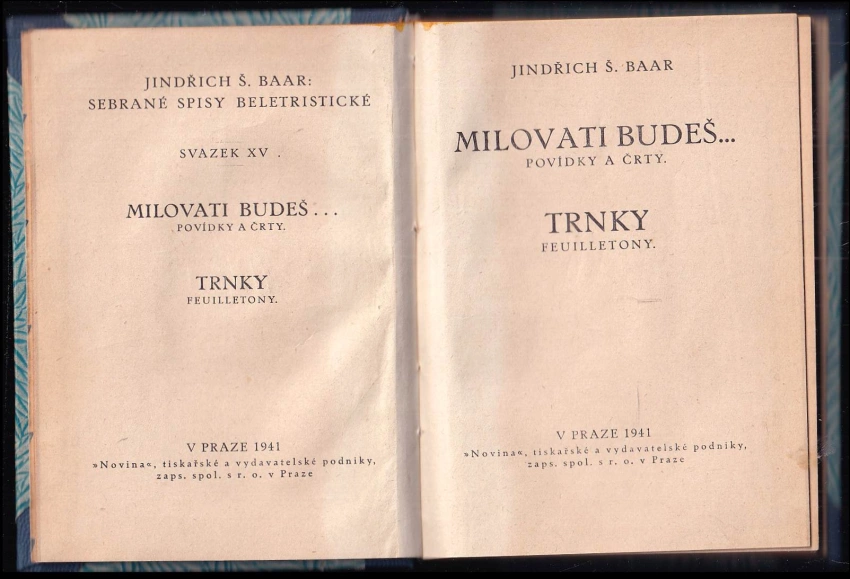 JINDŘICH Š. BAAR:
SEBRANÉ SPISY BELETRISTICKÉ
SVAZEK XV .
MILOVATI BUDEŠ...
POVÍDKY A ČRTY.
TRNKY
FEUILLETONY.
V PRAZE 1941
»Novina«, tiskařské a vydavatelské podniky,
zaps. spol. s r. o. v Praze
JINDŘICH Š. BAAR
MILOVATI BUDEŠ...
POVÍDKY A ČRTY.
TRNKY
FEUILLETONY.
V PRAZE 1941
»Novina«, tiskařské a vydavatelské podniky,
zaps. spol. s r. o. v Praze